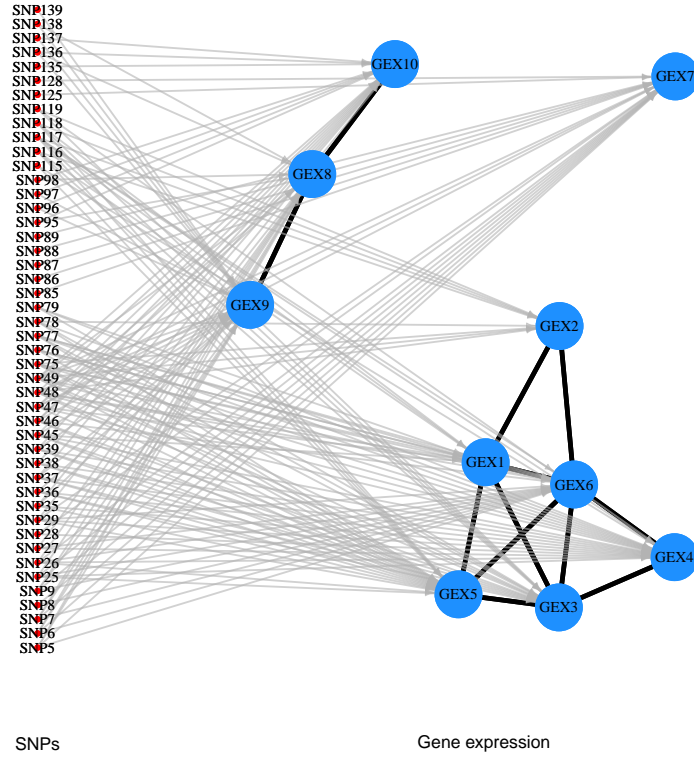 SNP139
SNP138
SNP137
SNP136
SNP135
SNP128
SNP125
SNP119
SNP118
SNP117
SNP116
SNP115
SNP98
SNP97
SNP96
SNP95
SNP89
SNP88
SNP87
SNP86
SNP85
SNP79
SNP78
SNP77
SNP76
SNP75
SNP49
SNP48
SNP47
SNP46
SNP45
SNP39
SNP38
SNP37
SNP36
SNP35
SNP29
SNP28
SNP27
SNP26
SNP25
SNP9
SNP8
SNP7
SNP6
SNP5
GEX10
GEX7
GEX8
GEX9
GEX2
GEX1
GEX6
GEX4
GEX5
GEX3
SNPs
Gene expression